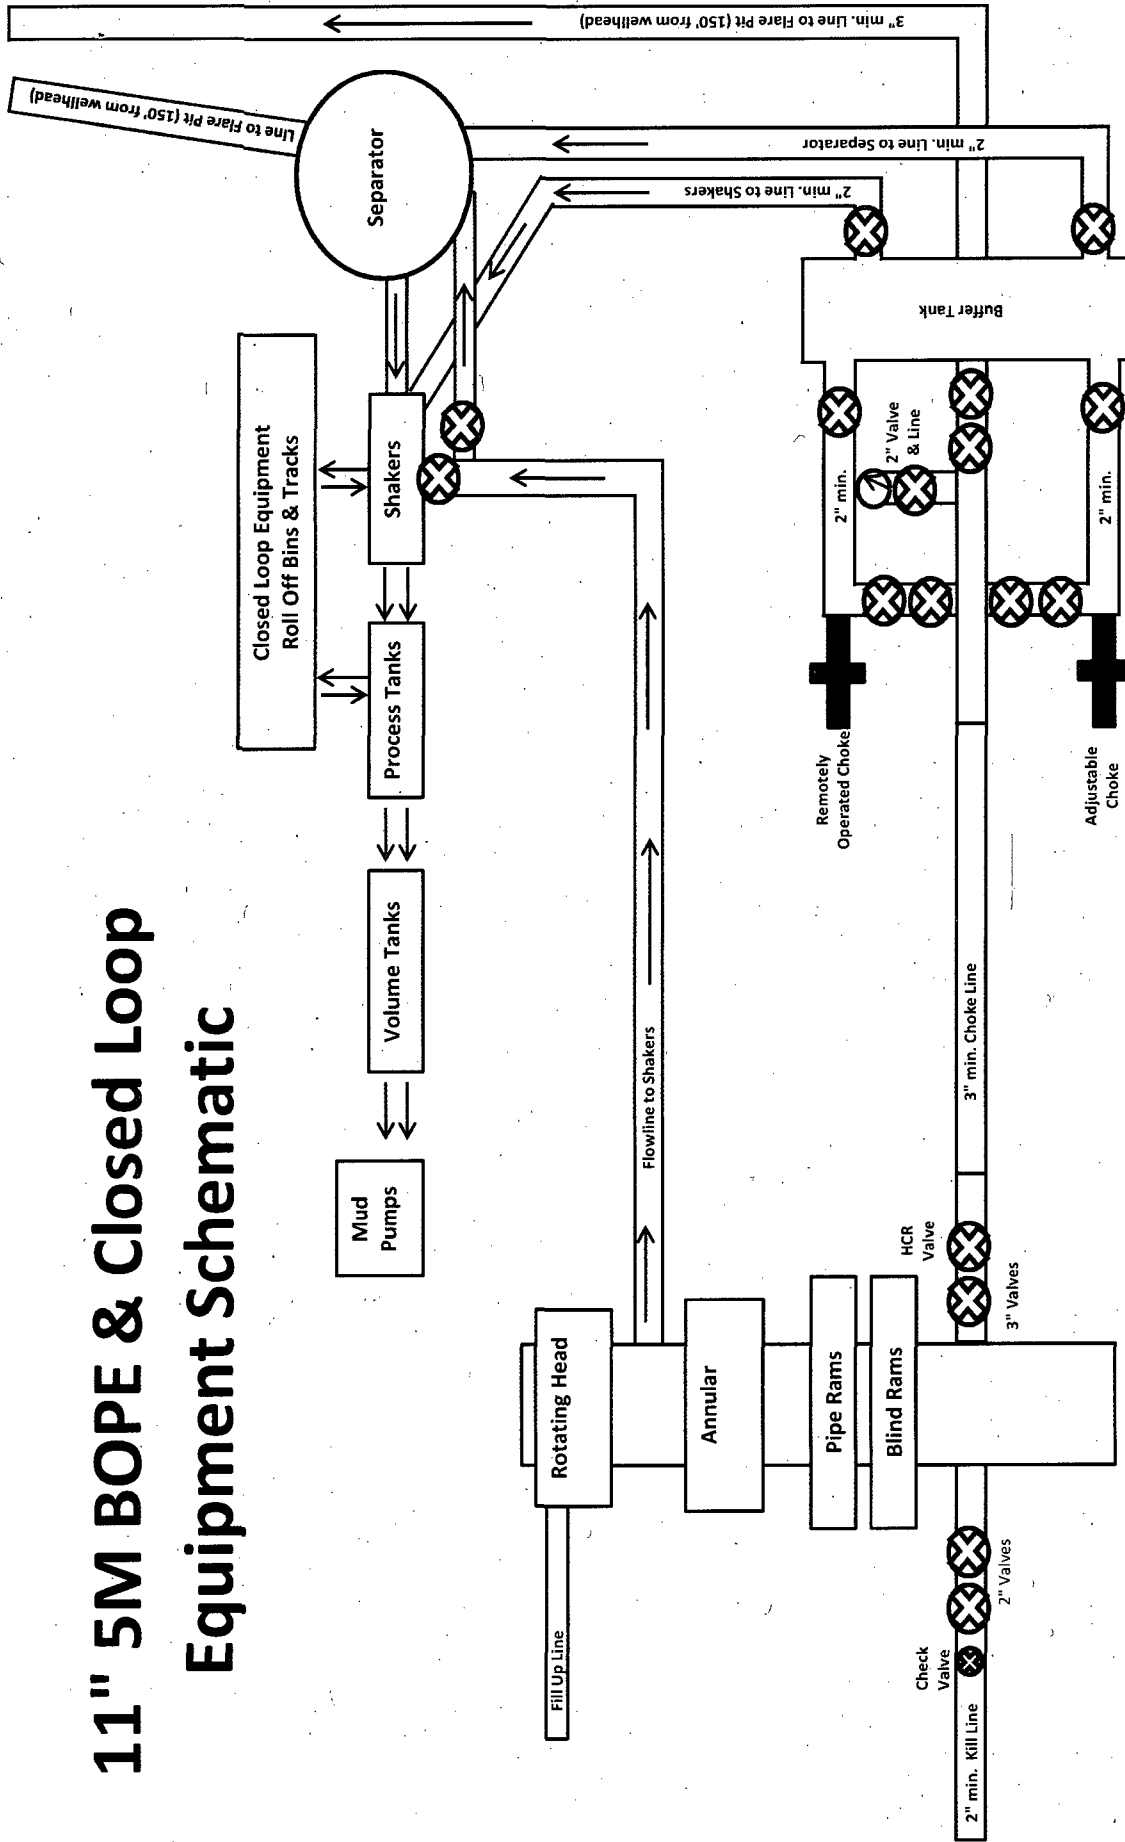 11" 5M BOPE & Closed Loop
Equipment Schematic
Closed Loop Equipment
Roll Off Bins & Tracks
Mud
Pumps
Volume Tanks
Process Tanks
Shakers
Separator
Line to Flare Pit (150' from wellhead)
3" min. Line to Flare Pit (150' from wellhead)
2" min. Line to Separator
2" min. Line to Shakers
Fill Up Line
Rotating Head
Flowline to Shakers
Annular
Pipe Rams
Blind Rams
Remotely
Operated Choke
2" min.
2" Valve
& Line
Buffer Tank
Check
Valve
HCR
Valve
2" min. Kill Line
2" Valves
3" Valves
3" min. Choke Line
Adjustable
Choke
2" min.